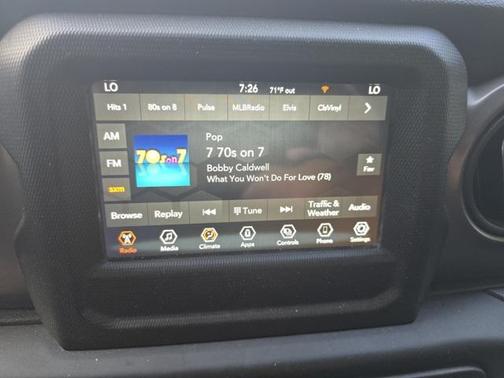 LO 7:26 71°F out LO
Hits 1 80s on 8 Pulse MLBRadio Elvis ClsVinyl
AM
FM
SXM
70s on 7
Pop
7 70s on 7
Bobby Caldwell
What You Won't Do For Love (78)
Fav
Browse Replay Tune Traffic & Weather Audio
Radio Media Climate Apps Controls Phone Settings